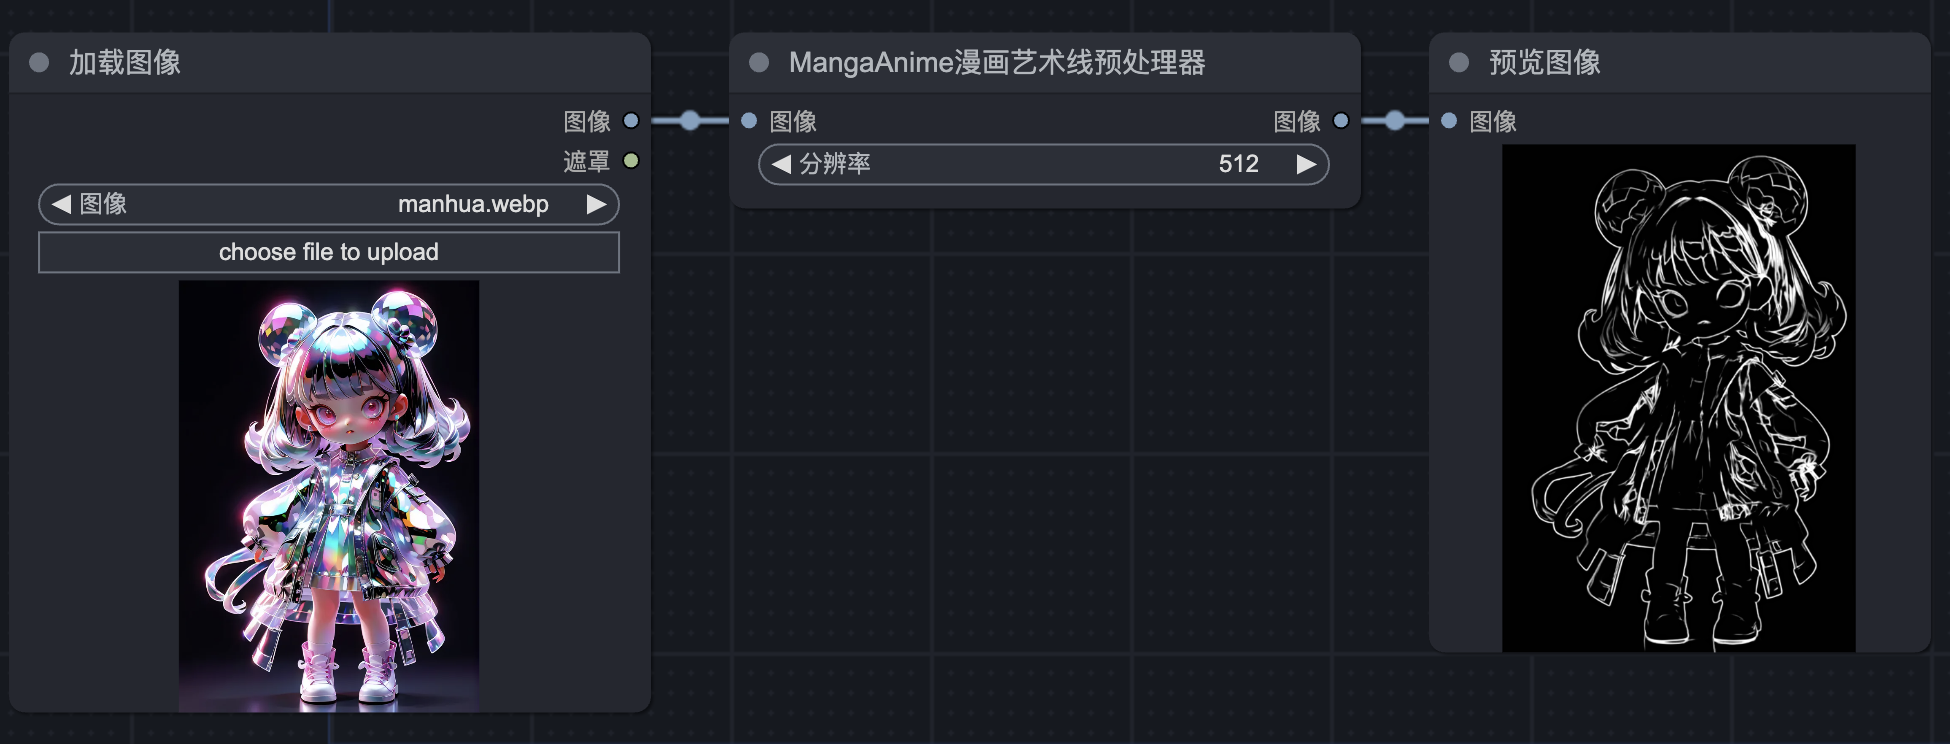 加载图像
图像
遮罩
图像 manhua.webp
choose file to upload
MangaAnime漫画艺术线预处理器
图像 图像
分辨率 512
预览图像
图像